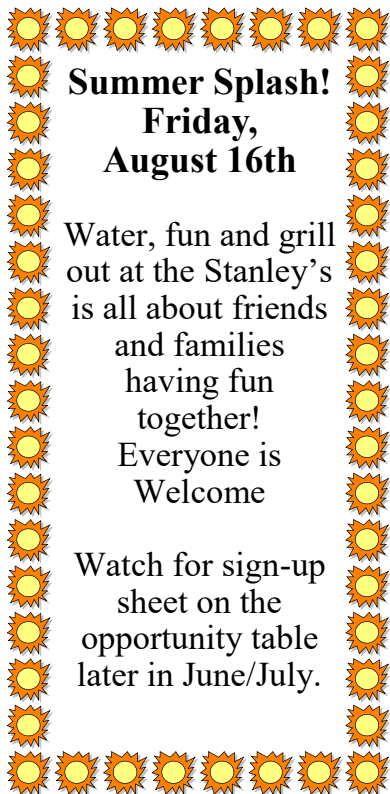 Summer Splash!
Friday,
August 16th
Water, fun and grill
out at the Stanley’s
is all about friends
and families
having fun
together!
Everyone is
Welcome
Watch for sign-up
sheet on the
opportunity table
later in June/July.